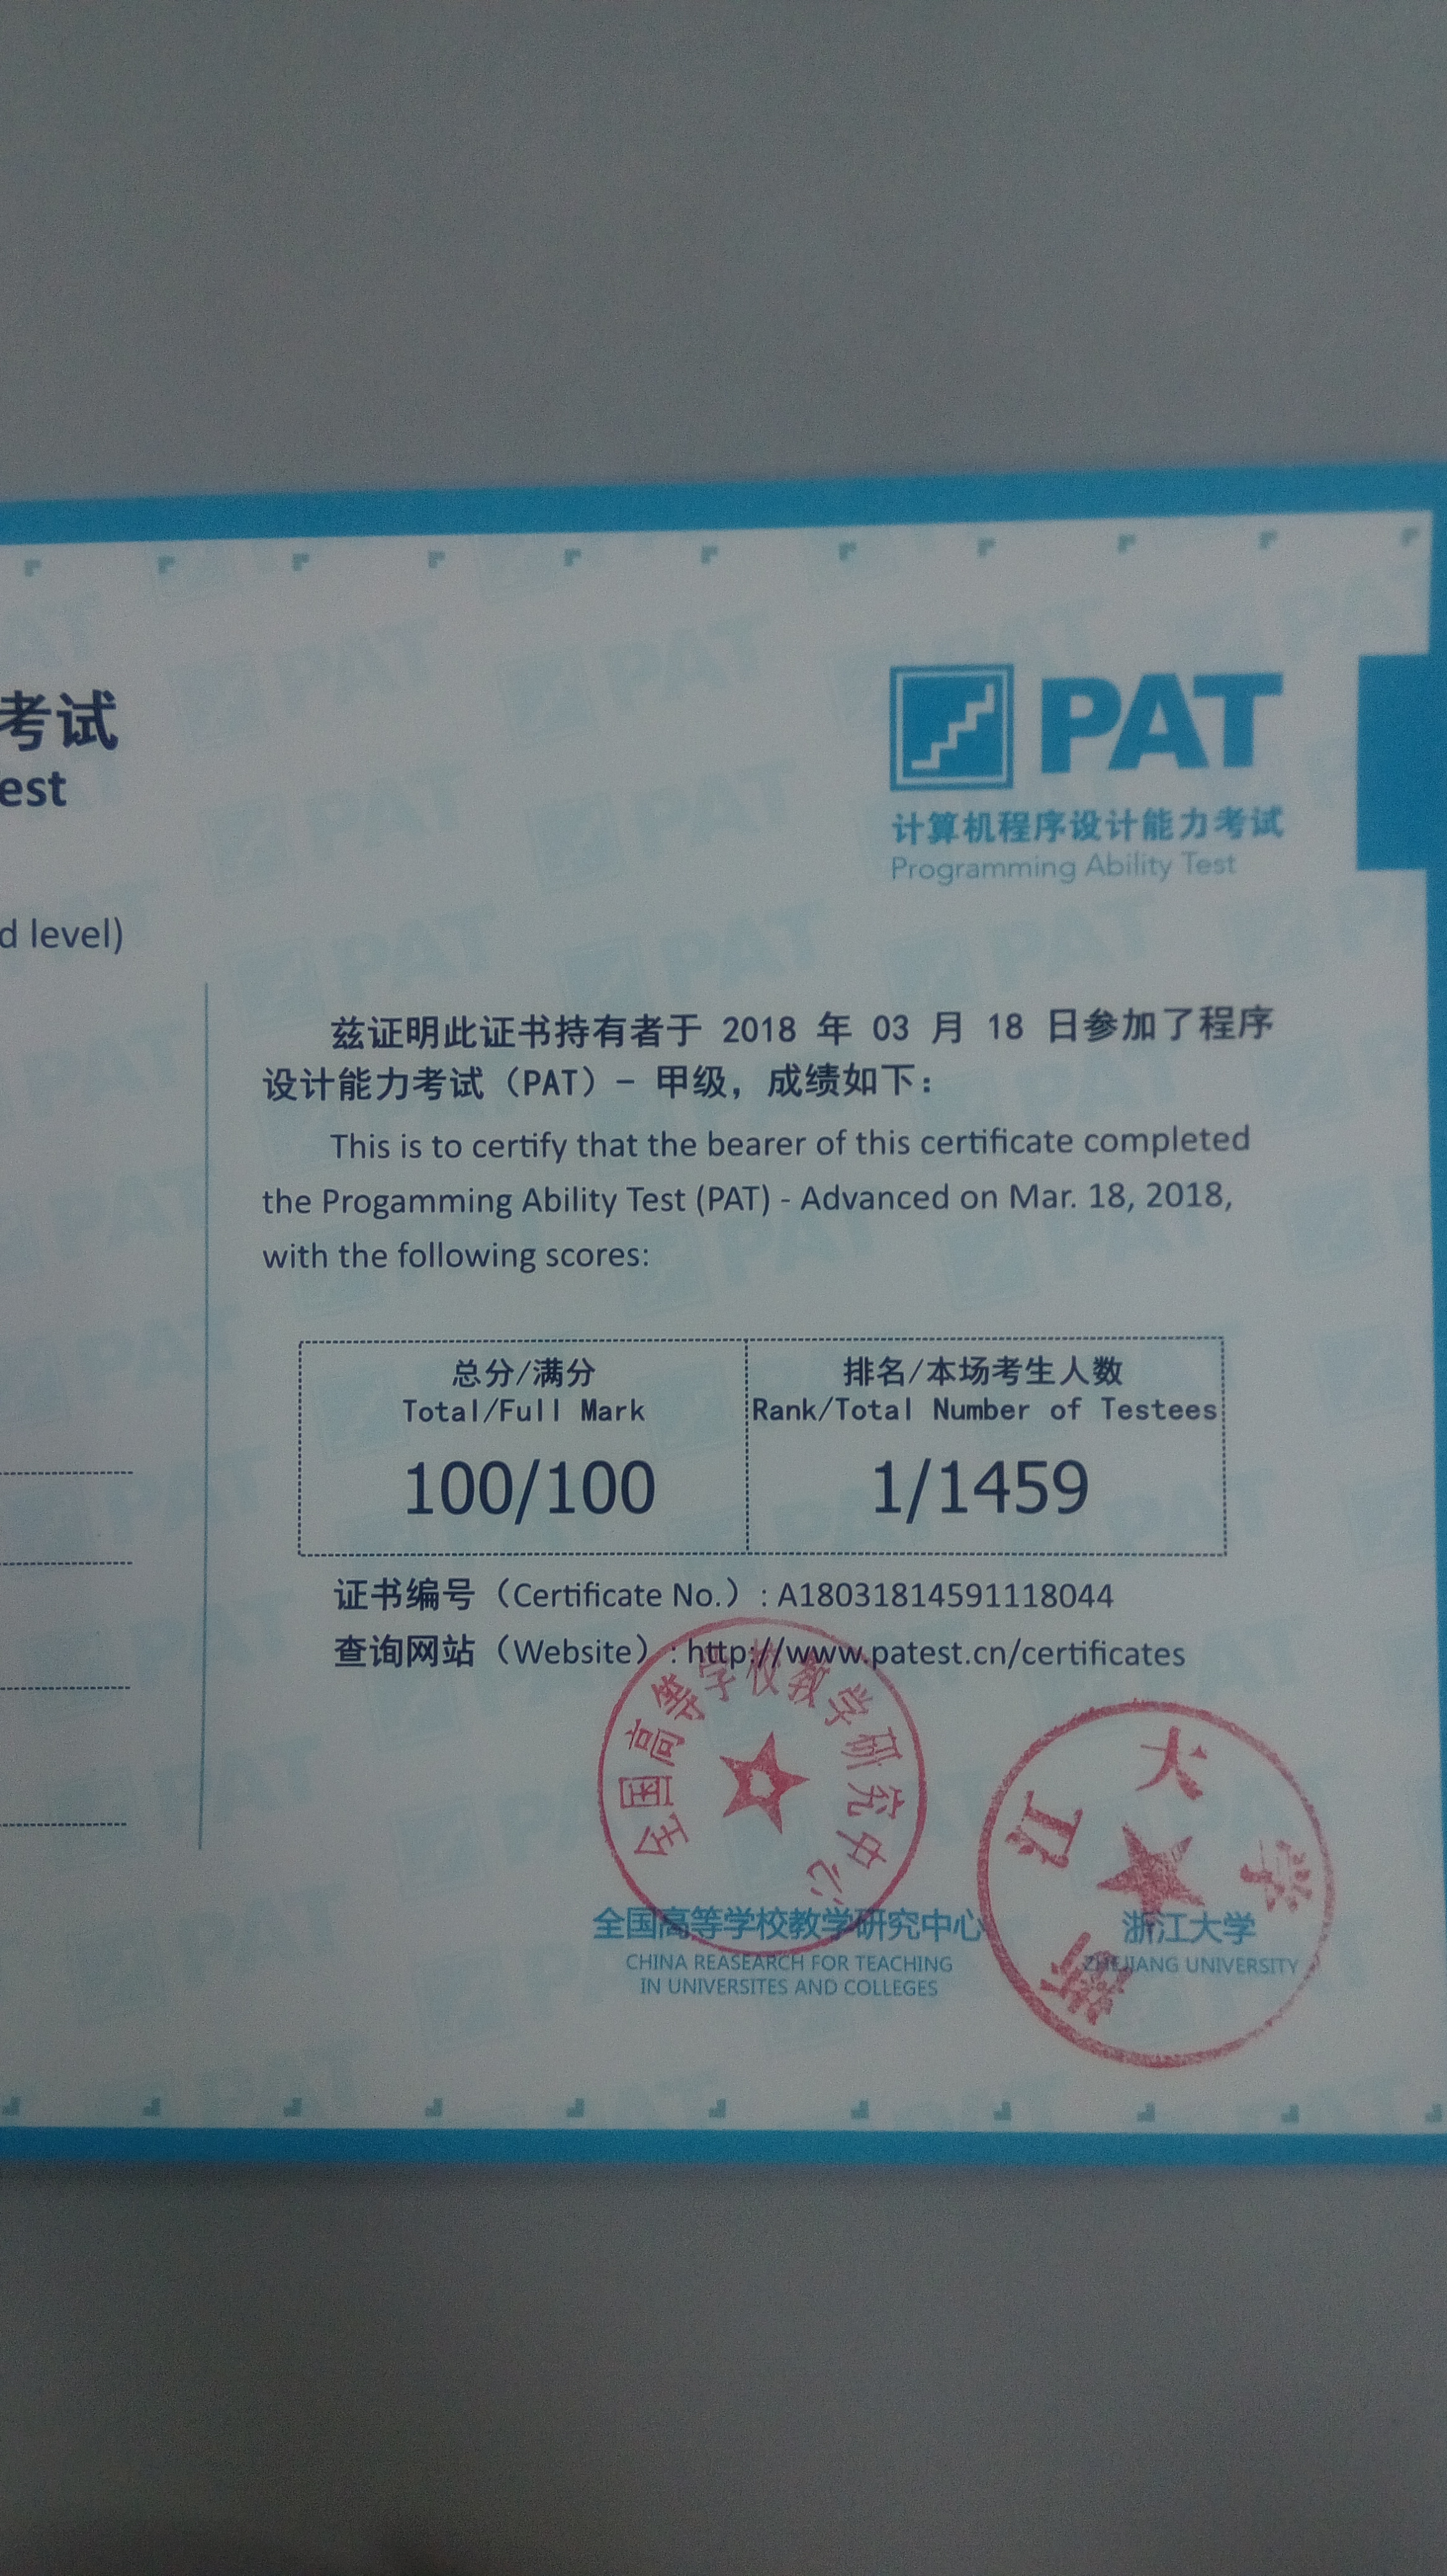 考试
est
d level)
PAT
计算机程序设计能力考试
Programming Ability Test
兹证明此证书持有者于 2018 年 03 月 18 日参加了程序
设计能力考试（PAT）- 甲级，成绩如下：
This is to certify that the bearer of this certificate completed
the Progamming Ability Test (PAT) - Advanced on Mar. 18, 2018,
with the following scores:
总分/满分
Total/Full Mark
100/100
排名/本场考生人数
Rank/Total Number of Testees
1/1459
证书编号（Certificate No.）: A18031814591118044
查询网站（Website）: http://www.patest.cn/certificates
全国高等学校教学研究中心
浙江大学
全国高等学校教学研究中心
CHINA REASEARCH FOR TEACHING
IN UNIVERSITES AND COLLEGES
浙江大学
ZHEJIANG UNIVERSITY